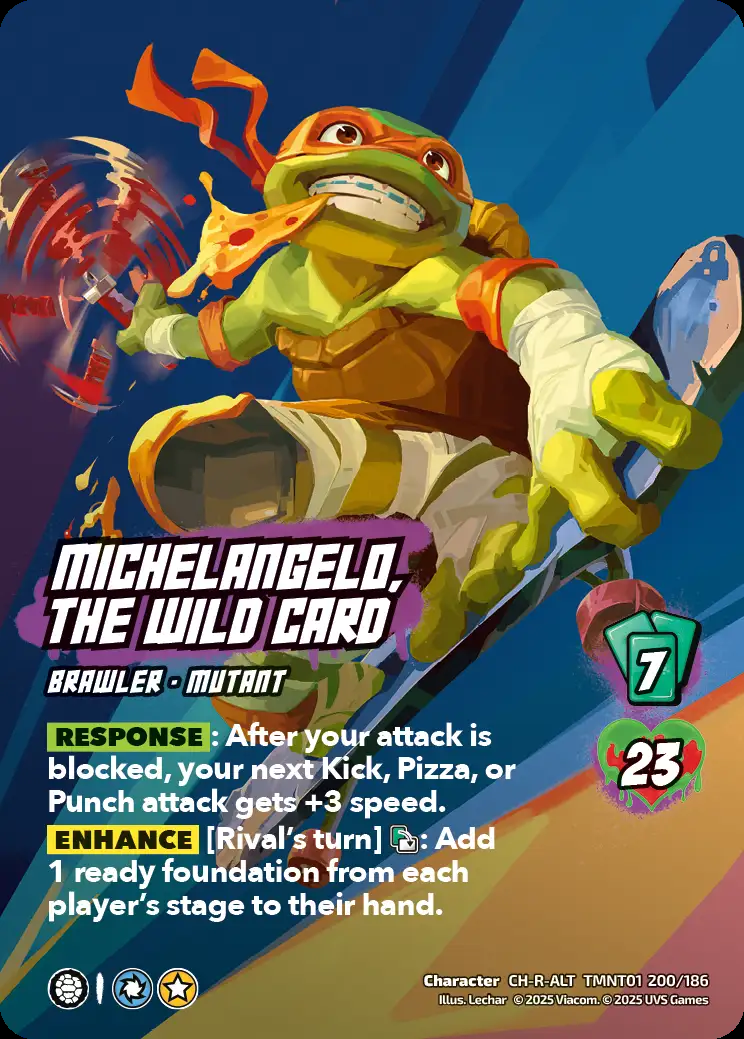 MICHELANGELO,
THE WILD CARD
BRAWLER · MUTANT
7
23
RESPONSE: After your attack is
blocked, your next Kick, Pizza, or
Punch attack gets +3 speed.
ENHANCE [Rival’s turn] : Add
1 ready foundation from each
player’s stage to their hand.
Character CH-R-ALT TMNT01 200/186
Illus. Lechar © 2025 Viacom. © 2025 UVS Games